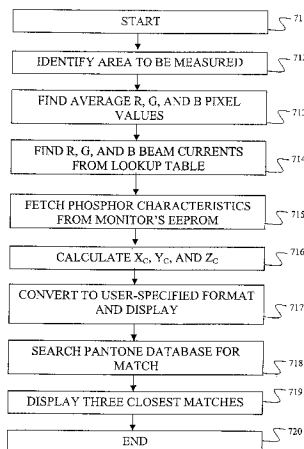 START
71
IDENTIFY AREA TO BE MEASURED
712
FIND AVERAGE R, G, AND B PIXEL
VALUES
713
FIND R, G, AND B BEAM CURRENTS
FROM LOOKUP TABLE
714
FETCH PHOSPHOR CHARACTERISTICS
FROM MONITOR'S EEPROM
715
CALCULATE XC, YC, AND ZC
716
CONVERT TO USER-SPECIFIED FORMAT
AND DISPLAY
717
SEARCH PANTONE DATABASE FOR
MATCH
718
DISPLAY THREE CLOSEST MATCHES
719
END
720